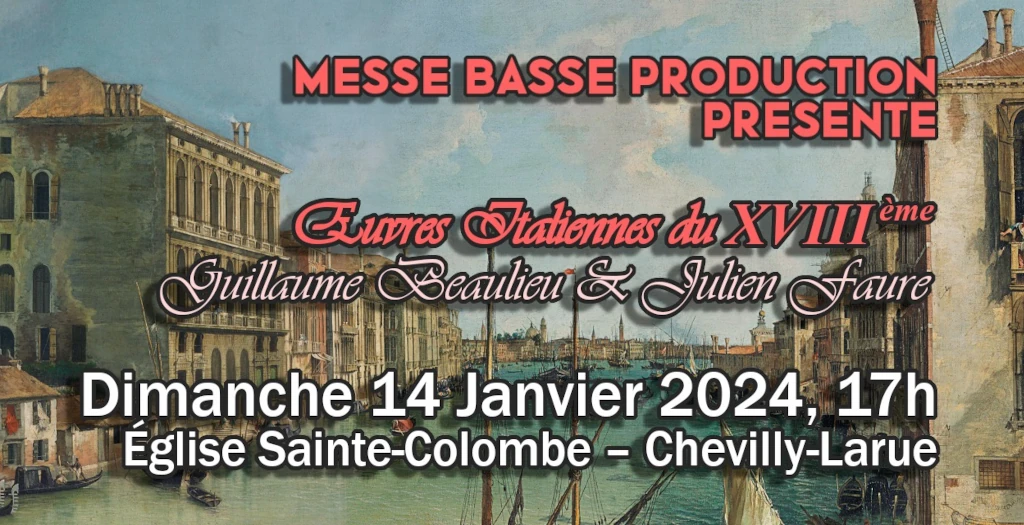 MESSE BASSE PRODUCTION
PRESENTE
Œuvres Italiennes du XVIIIème
Guillaume Beaulieu & Julien Faure
Dimanche 14 Janvier 2024, 17h
Église Sainte-Colombe – Chevilly-Larue